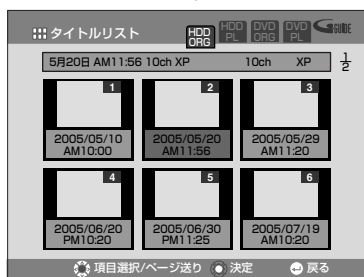 タイトルリスト
HDD ORG
HDD PL
DVD ORG
DVD PL
G GUIDE
5月20日 AM11:56 10ch XP 10ch XP
1/2
1 2 3
2005/05/10 2005/05/20 2005/05/29
AM10:00 AM11:56 AM11:20
4 5 6
2005/06/20 2005/06/30 2005/07/19
PM10:20 PM11:25 AM10:20
項目選択/ページ送り 決定 戻る